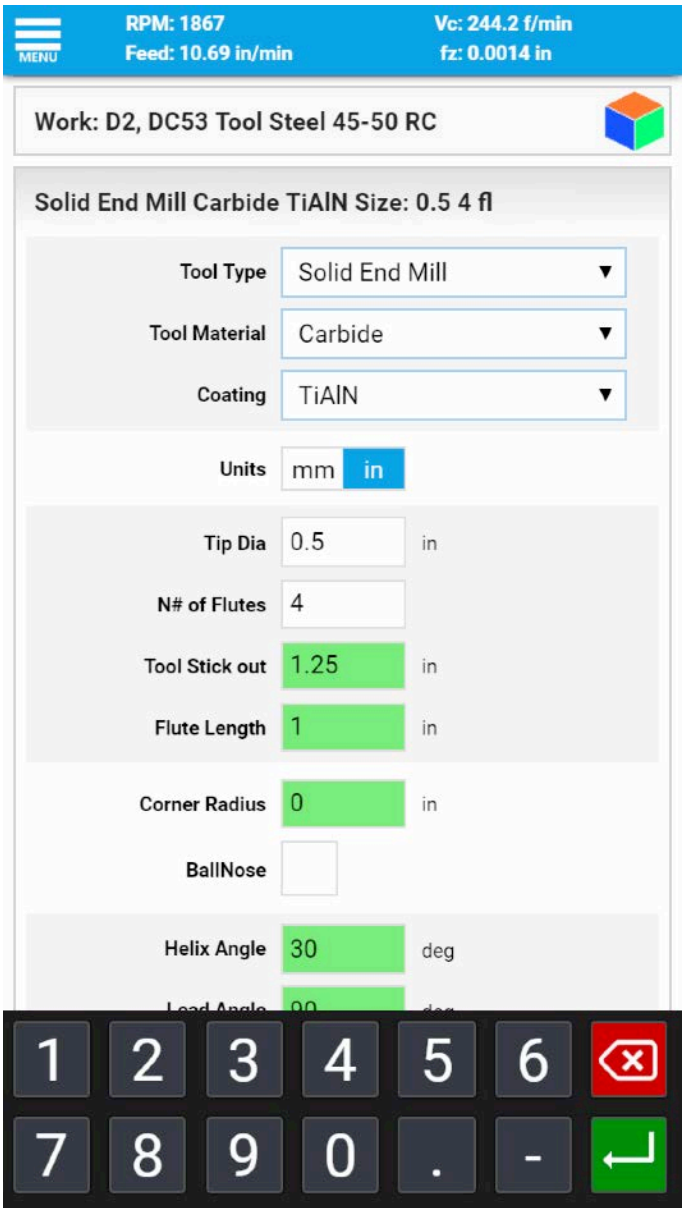 RPM: 1867 Vc: 244.2 f/min
MENU Feed: 10.69 in/min fz: 0.0014 in
Work: D2, DC53 Tool Steel 45-50 RC
Solid End Mill Carbide TiAlN Size: 0.5 4 fl
Tool Type Solid End Mill ▼
Tool Material Carbide ▼
Coating TiAlN ▼
Units mm in
Tip Dia 0.5 in
N# of Flutes 4
Tool Stick out 1.25 in
Flute Length 1 in
Corner Radius 0 in
BallNose
Helix Angle 30 deg
Lead Angle 90 deg
1 2 3 4 5 6
7 8 9 0 . -